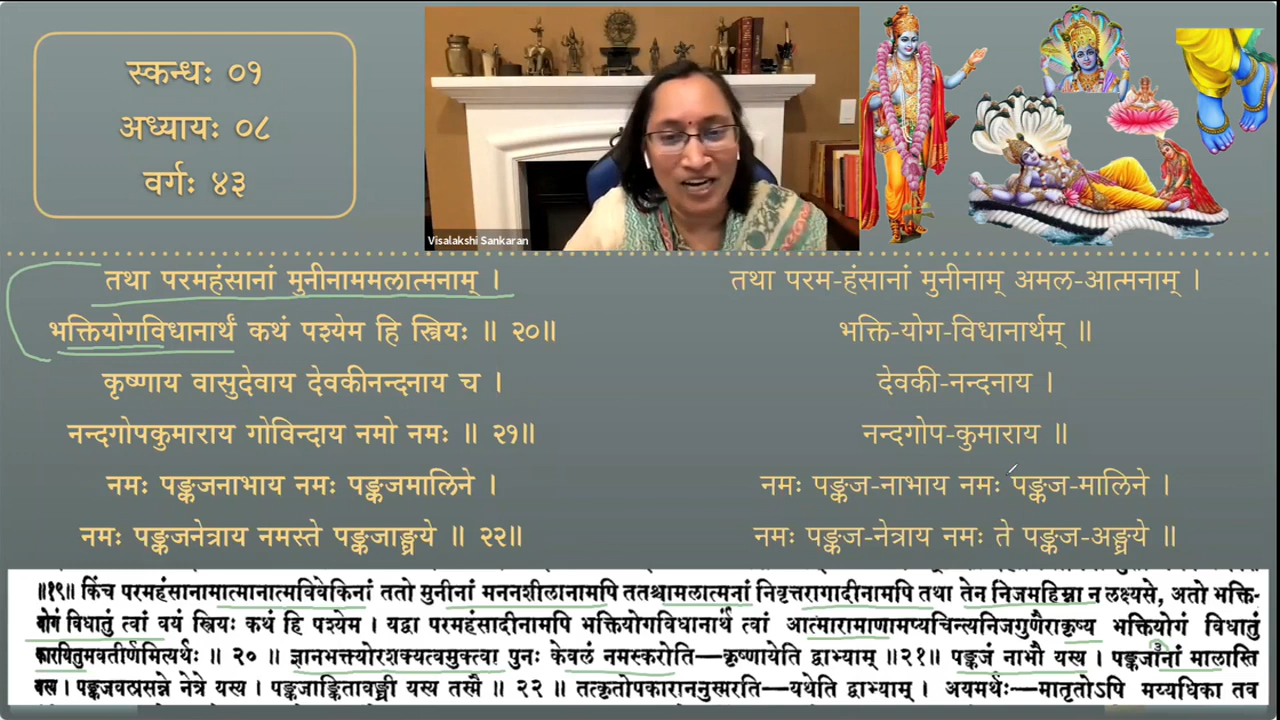 स्कन्धः ०१
अध्यायः ०८
वर्गः ४३
Visalakshi Sankaran
तथा परमहंसानां मुनीनाममलात्मनाम् ।
भक्तियोगविधानार्थं कथं पश्येम हि स्त्रियः ॥ २०॥
कृष्णाय वासुदेवाय देवकीनन्दनाय च ।
नन्दगोपकुमाराय गोविन्दाय नमो नमः ॥ २१॥
नमः पङ्कजनाभाय नमः पङ्कजमालिने ।
नमः पङ्कजनेत्राय नमस्ते पङ्कजाङ्घ्रये ॥ २२॥
तथा परम-हंसानां मुनीनाम् अमल-आत्मनाम् ।
भक्ति-योग-विधानार्थम् ॥
देवकी-नन्दनाय ।
नन्दगोप-कुमाराय ॥
नमः पङ्कज-नाभाय नमः पङ्कज-मालिने ।
नमः पङ्कज-नेत्राय नमः ते पङ्कज-अङ्घ्रये ॥
॥१९॥ किंच परमहंसानामात्मानात्मविवेकिनां ततो मुनीनां मननशीलानामपि ततश्चामलात्मनां निवृत्तरागादीनामपि तथा तेन निजमहिम्ना न लक्ष्यसे, अतो भक्ति-
योगं विधातुं त्वां वयं स्त्रियः कथं हि पश्येम । यद्वा परमहंसादीनामपि भक्तियोगविधानार्थं त्वां आत्मारामाणामप्यचिन्त्यनिजगुणैराकृष्य भक्तियोगं विधातुं
कारयितुमवतीर्णमित्यर्थः ॥ २० ॥ ज्ञानभक्त्योरशक्यत्वमुक्त्वा पुनः केवलं नमस्करोति—कृष्णायेति द्वाभ्याम् ॥२१॥ पङ्कजं नाभौ यस्य । पङ्कजानां मालास्ति
यस्य । पङ्कजवत्प्रसन्ने नेत्रे यस्य । पङ्कजाङ्कितावङ्घ्री यस्य तस्मै ॥ २२ ॥ तत्कृतोपकाराननुस्मरति—यथेति द्वाभ्याम् । अयमर्थः—मातृतोऽपि मय्यधिका तव